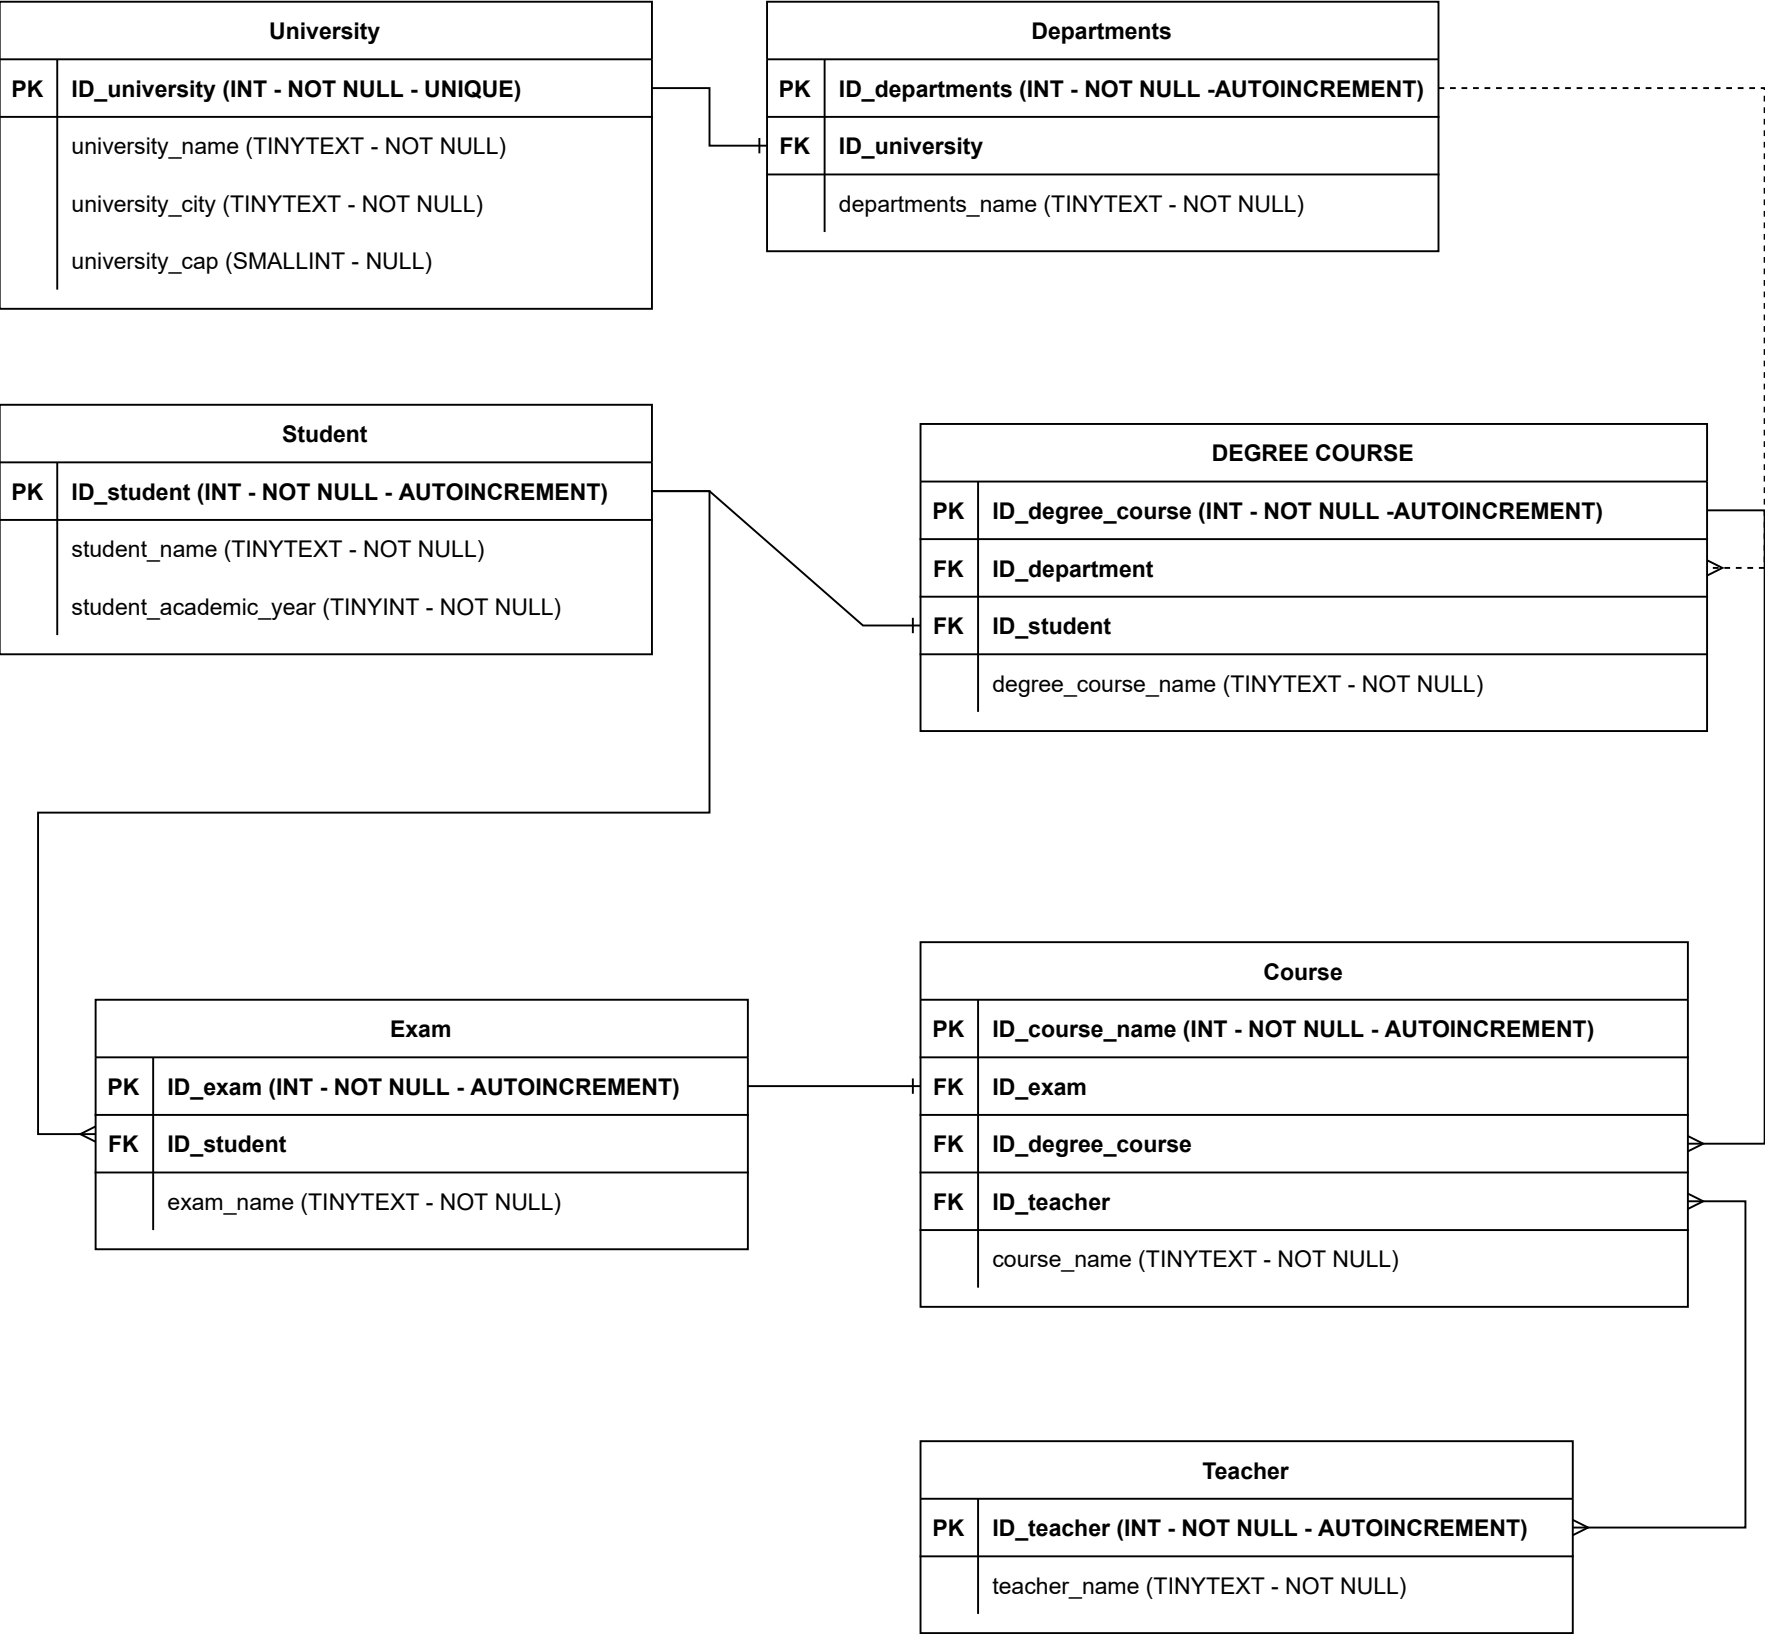 University
PK ID_university (INT - NOT NULL - UNIQUE)
university_name (TINYTEXT - NOT NULL)
university_city (TINYTEXT - NOT NULL)
university_cap (SMALLINT - NULL)
Departments
PK ID_departments (INT - NOT NULL -AUTOINCREMENT)
FK ID_university
departments_name (TINYTEXT - NOT NULL)
Student
PK ID_student (INT - NOT NULL - AUTOINCREMENT)
student_name (TINYTEXT - NOT NULL)
student_academic_year (TINYINT - NOT NULL)
DEGREE COURSE
PK ID_degree_course (INT - NOT NULL -AUTOINCREMENT)
FK ID_department
FK ID_student
degree_course_name (TINYTEXT - NOT NULL)
Exam
PK ID_exam (INT - NOT NULL - AUTOINCREMENT)
FK ID_student
exam_name (TINYTEXT - NOT NULL)
Course
PK ID_course_name (INT - NOT NULL - AUTOINCREMENT)
FK ID_exam
FK ID_degree_course
FK ID_teacher
course_name (TINYTEXT - NOT NULL)
Teacher
PK ID_teacher (INT - NOT NULL - AUTOINCREMENT)
teacher_name (TINYTEXT - NOT NULL)